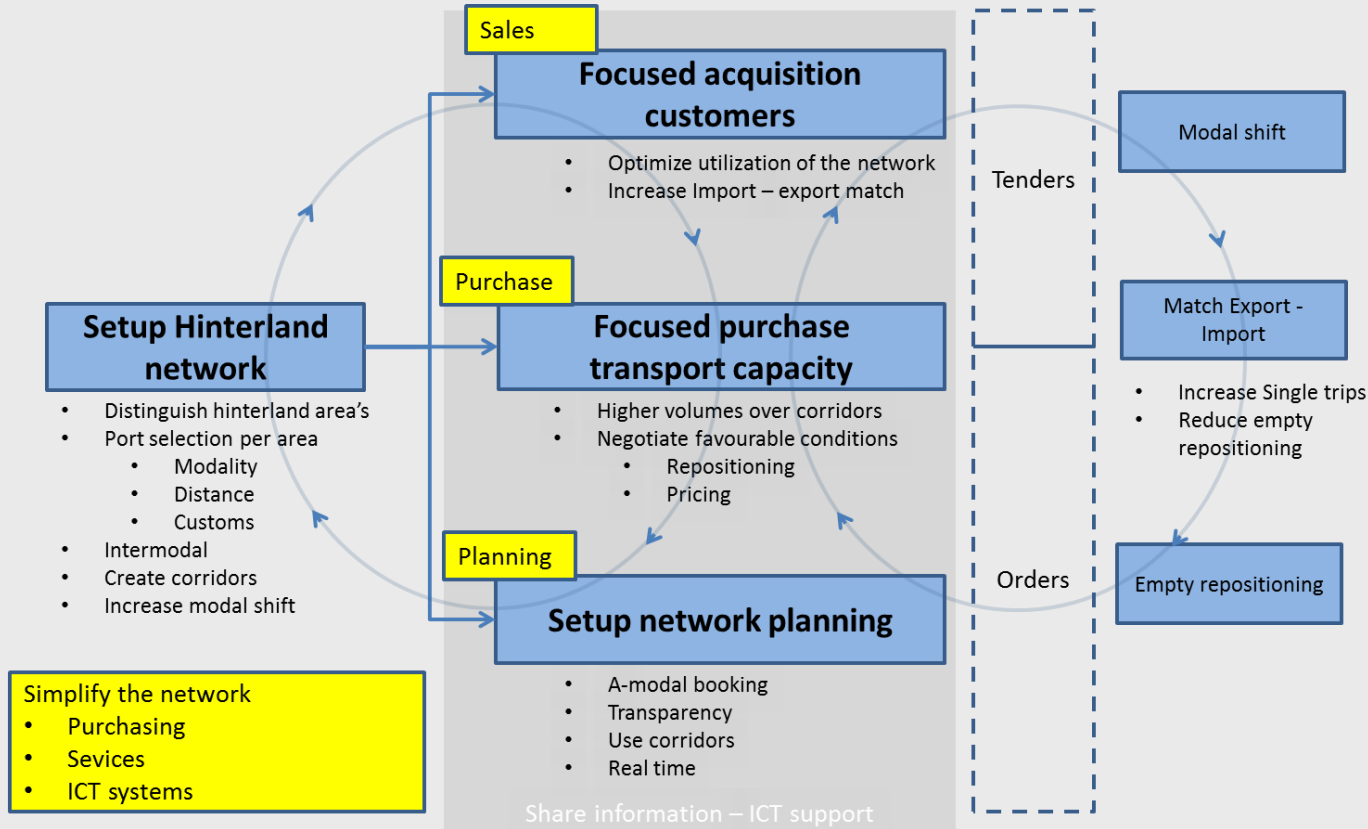 Sales
Focused acquisition
customers
• Optimize utilization of the network
• Increase Import – export match
Purchase
Setup Hinterland
network
• Distinguish hinterland area's
• Port selection per area
• Modality
• Distance
• Customs
• Intermodal
• Create corridors
• Increase modal shift
Focused purchase
transport capacity
• Higher volumes over corridors
• Negotiate favourable conditions
• Repositioning
• Pricing
Planning
Setup network planning
• A-modal booking
• Transparency
• Use corridors
• Real time
Share information – ICT support
Simplify the network
• Purchasing
• Sevices
• ICT systems
Tenders
Orders
Modal shift
Match Export -
Import
• Increase Single trips
• Reduce empty
repositioning
Empty repositioning